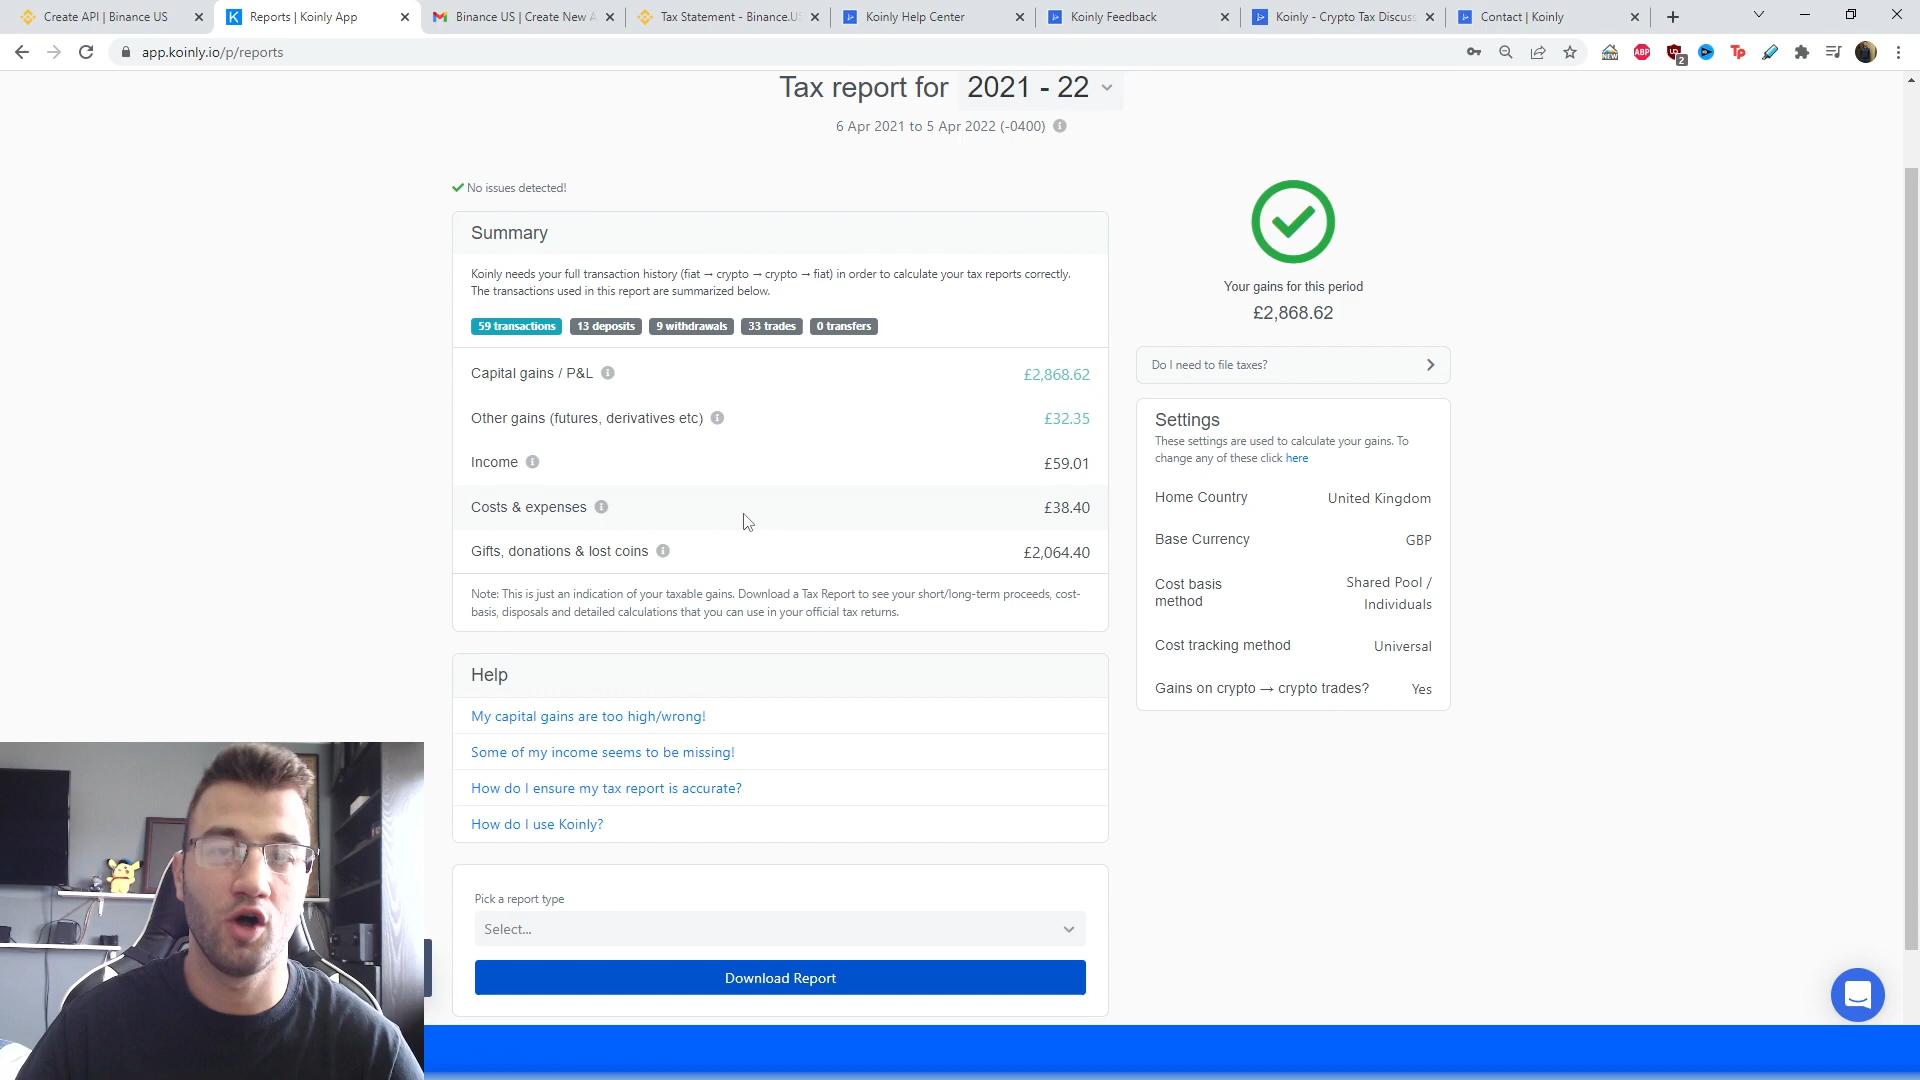 Create API | Binance US
Reports | Koinly App
Binance US | Create New A
Tax Statement - Binance.US
Koinly Help Center
Koinly Feedback
Koinly - Crypto Tax Discuss
Contact | Koinly
app.koinly.io/p/reports
NEW
ABP
2
Tp
Tax report for 2021 - 22
6 Apr 2021 to 5 Apr 2022 (-0400)
No issues detected!
Summary
Koinly needs your full transaction history (fiat → crypto → crypto → fiat) in order to calculate your tax reports correctly.
The transactions used in this report are summarized below.
59 transactions 13 deposits 9 withdrawals 33 trades 0 transfers
Capital gains / P&L £2,868.62
Other gains (futures, derivatives etc) £32.35
Income £59.01
Costs & expenses £38.40
Gifts, donations & lost coins £2,064.40
Note: This is just an indication of your taxable gains. Download a Tax Report to see your short/long-term proceeds, cost-
basis, disposals and detailed calculations that you can use in your official tax returns.
Help
My capital gains are too high/wrong!
Some of my income seems to be missing!
How do I ensure my tax report is accurate?
How do I use Koinly?
Pick a report type
Select...
Download Report
Your gains for this period
£2,868.62
Do I need to file taxes?
Settings
These settings are used to calculate your gains. To
change any of these click here
Home Country United Kingdom
Base Currency GBP
Cost basis
method
Shared Pool /
Individuals
Cost tracking method Universal
Gains on crypto → crypto trades? Yes